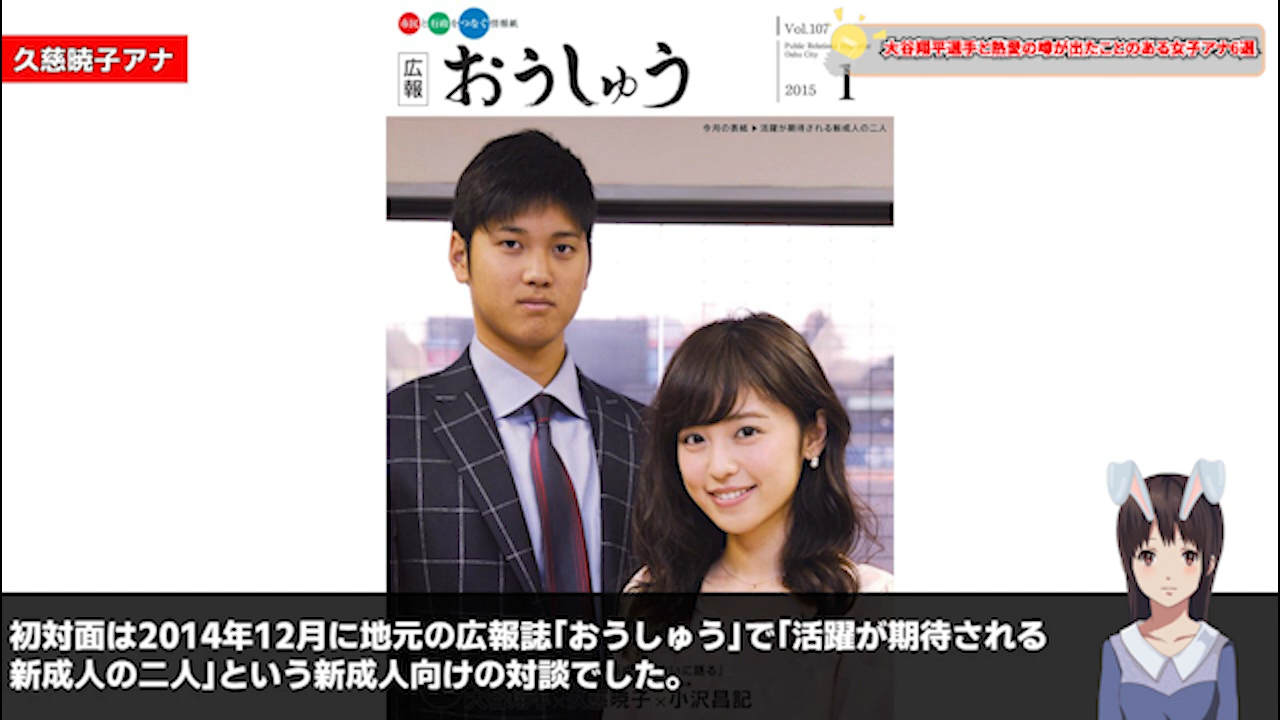 久慈暁子アナ
市民と行政をつなぐ情報紙
広報
おうしゅう
Vol.107
Oshu City
2015
1
大谷翔平選手と熱愛の噂が出たことのある女子アナ6選
今月の表紙▶活躍が期待される新成人の二人
初対面は2014年12月に地元の広報誌｢おうしゅう｣で｢活躍が期待される
新成人の二人｣という新成人向けの対談でした。
暁子×小沢昌記